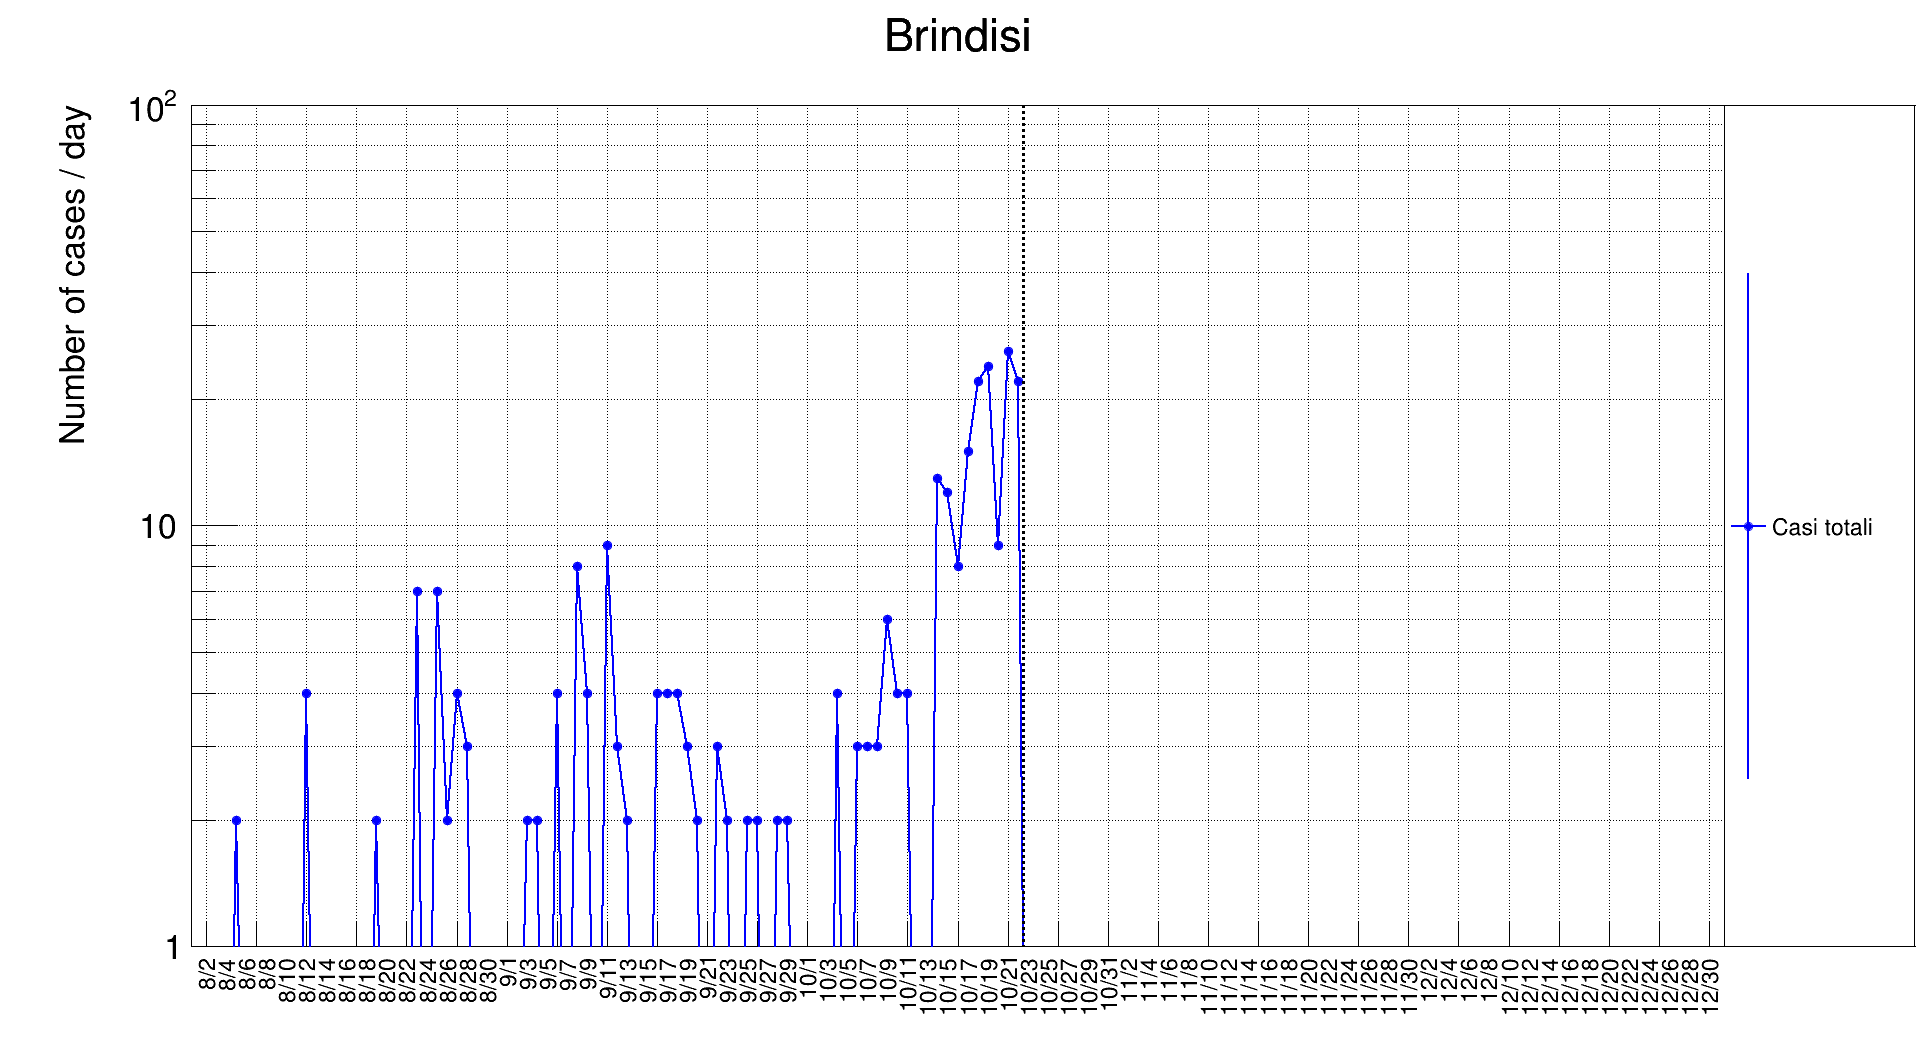 Brindisi
Number of cases / day
10²
10
1
8/2 8/4 8/6 8/8 8/10 8/12 8/14 8/16 8/18 8/20 8/22 8/24 8/26 8/28 8/30 9/1 9/3 9/5 9/7 9/9 9/11 9/13 9/15 9/17 9/19 9/21 9/23 9/25 9/27 9/29 10/1 10/3 10/5 10/7 10/9 10/11 10/13 10/15 10/17 10/19 10/21 10/23 10/25 10/27 10/29 10/31 11/2 11/4 11/6 11/8 11/10 11/12 11/14 11/16 11/18 11/20 11/22 11/24 11/26 11/28 11/30 12/2 12/4 12/6 12/8 12/10 12/12 12/14 12/16 12/18 12/20 12/22 12/24 12/26 12/28 12/30
Casi totali